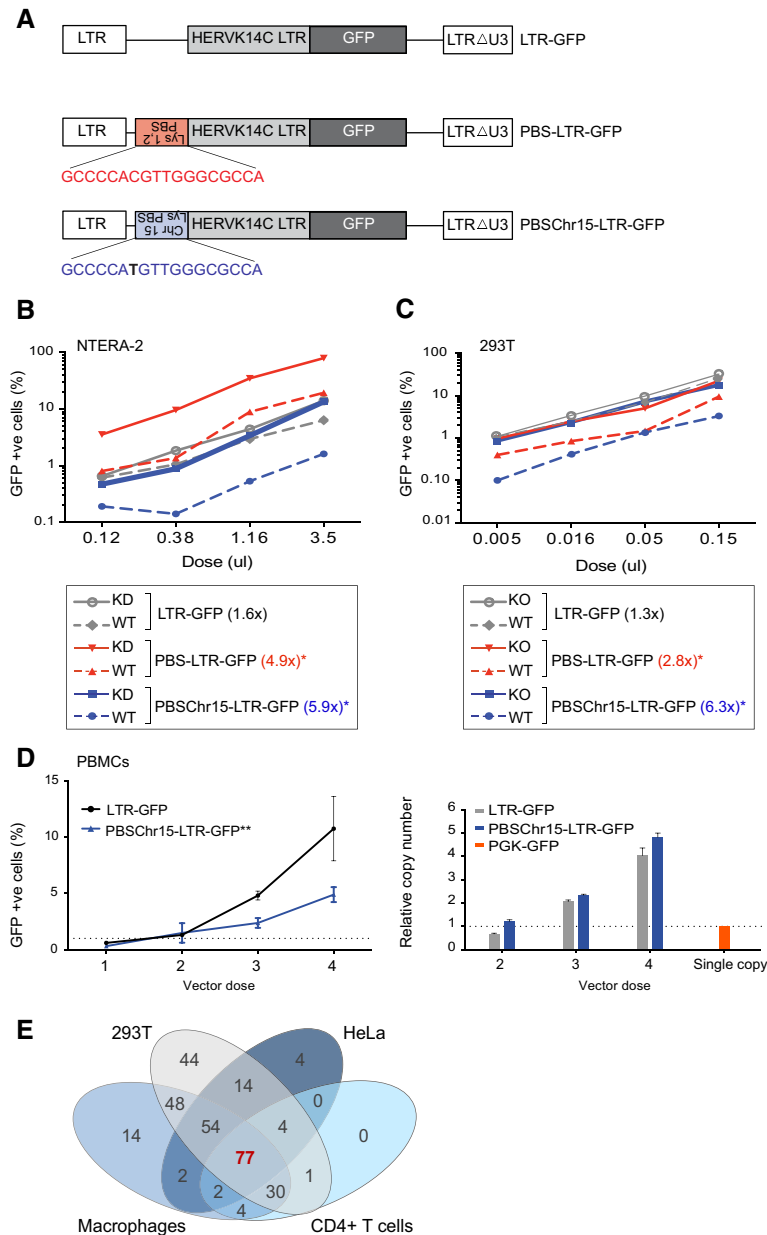 A
LTR
HERVK14C LTR
GFP
LTR△U3
LTR-GFP
LTR
Lys 1,2
PBS
HERVK14C LTR
GFP
LTR△U3
PBS-LTR-GFP
GCCCCACGTTGGGCGCCA
LTR
Chr 15
Lys PBS
HERVK14C LTR
GFP
LTR△U3
PBSChr15-LTR-GFP
GCCCCATGTTGGGCGCCA
B
NTERA-2
GFP +ve cells (%)
100
10
1
0.1
0.12
0.38
1.16
3.5
Dose (ul)
KD
WT
LTR-GFP (1.6x)
KD
WT
PBS-LTR-GFP (4.9x)*
KD
WT
PBSChr15-LTR-GFP (5.9x)*
C
293T
GFP +ve cells (%)
100
10
1
0.10
0.01
0.005
0.016
0.05
0.15
Dose (ul)
KO
WT
LTR-GFP (1.3x)
KO
WT
PBS-LTR-GFP (2.8x)*
KO
WT
PBSChr15-LTR-GFP (6.3x)*
D
PBMCs
GFP +ve cells (%)
15
10
5
0
LTR-GFP
PBSChr15-LTR-GFP**
1
2
3
4
Vector dose
Relative copy number
6
5
4
3
2
1
0
LTR-GFP
PBSChr15-LTR-GFP
PGK-GFP
2
3
4
Single copy
Vector dose
E
293T
HeLa
44
4
14
48
0
54
4
14
0
77
2
2
30
1
4
Macrophages
CD4+ T cells